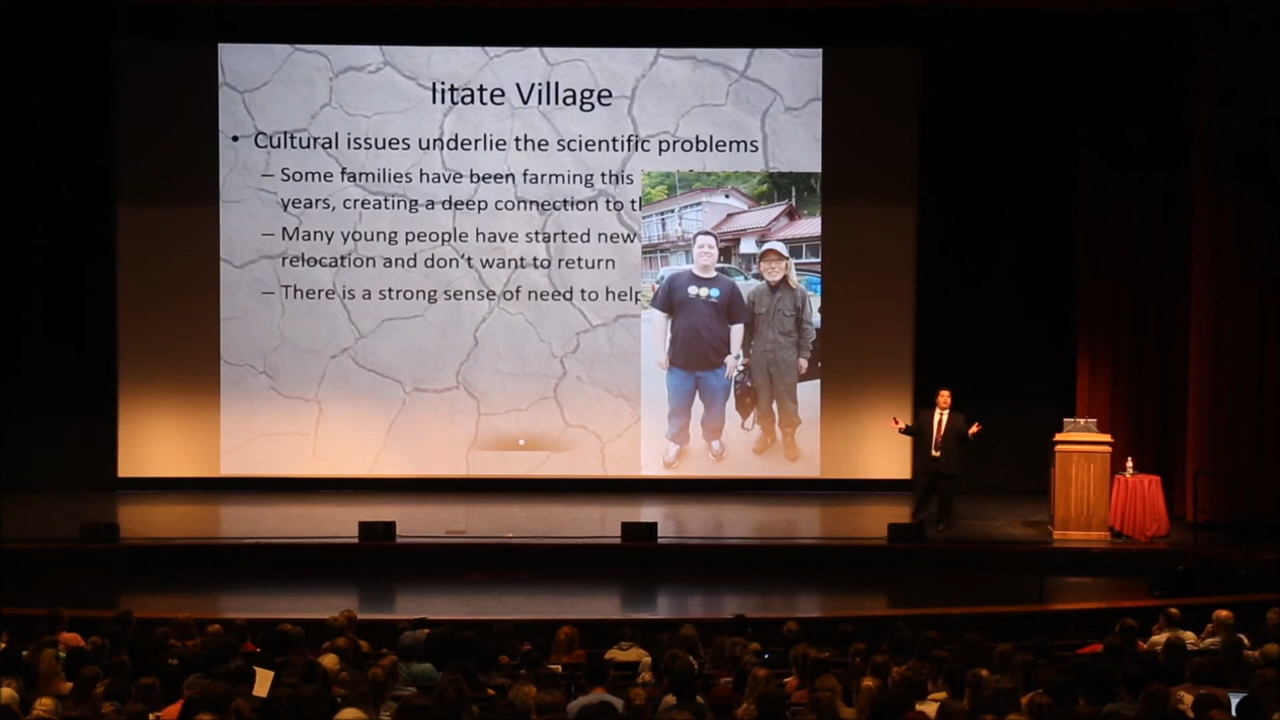 Iitate Village
• Cultural issues underlie the scientific problems
– Some families have been farming this
years, creating a deep connection to
– Many young people have started new
relocation and don't want to return
– There is a strong sense of need to help